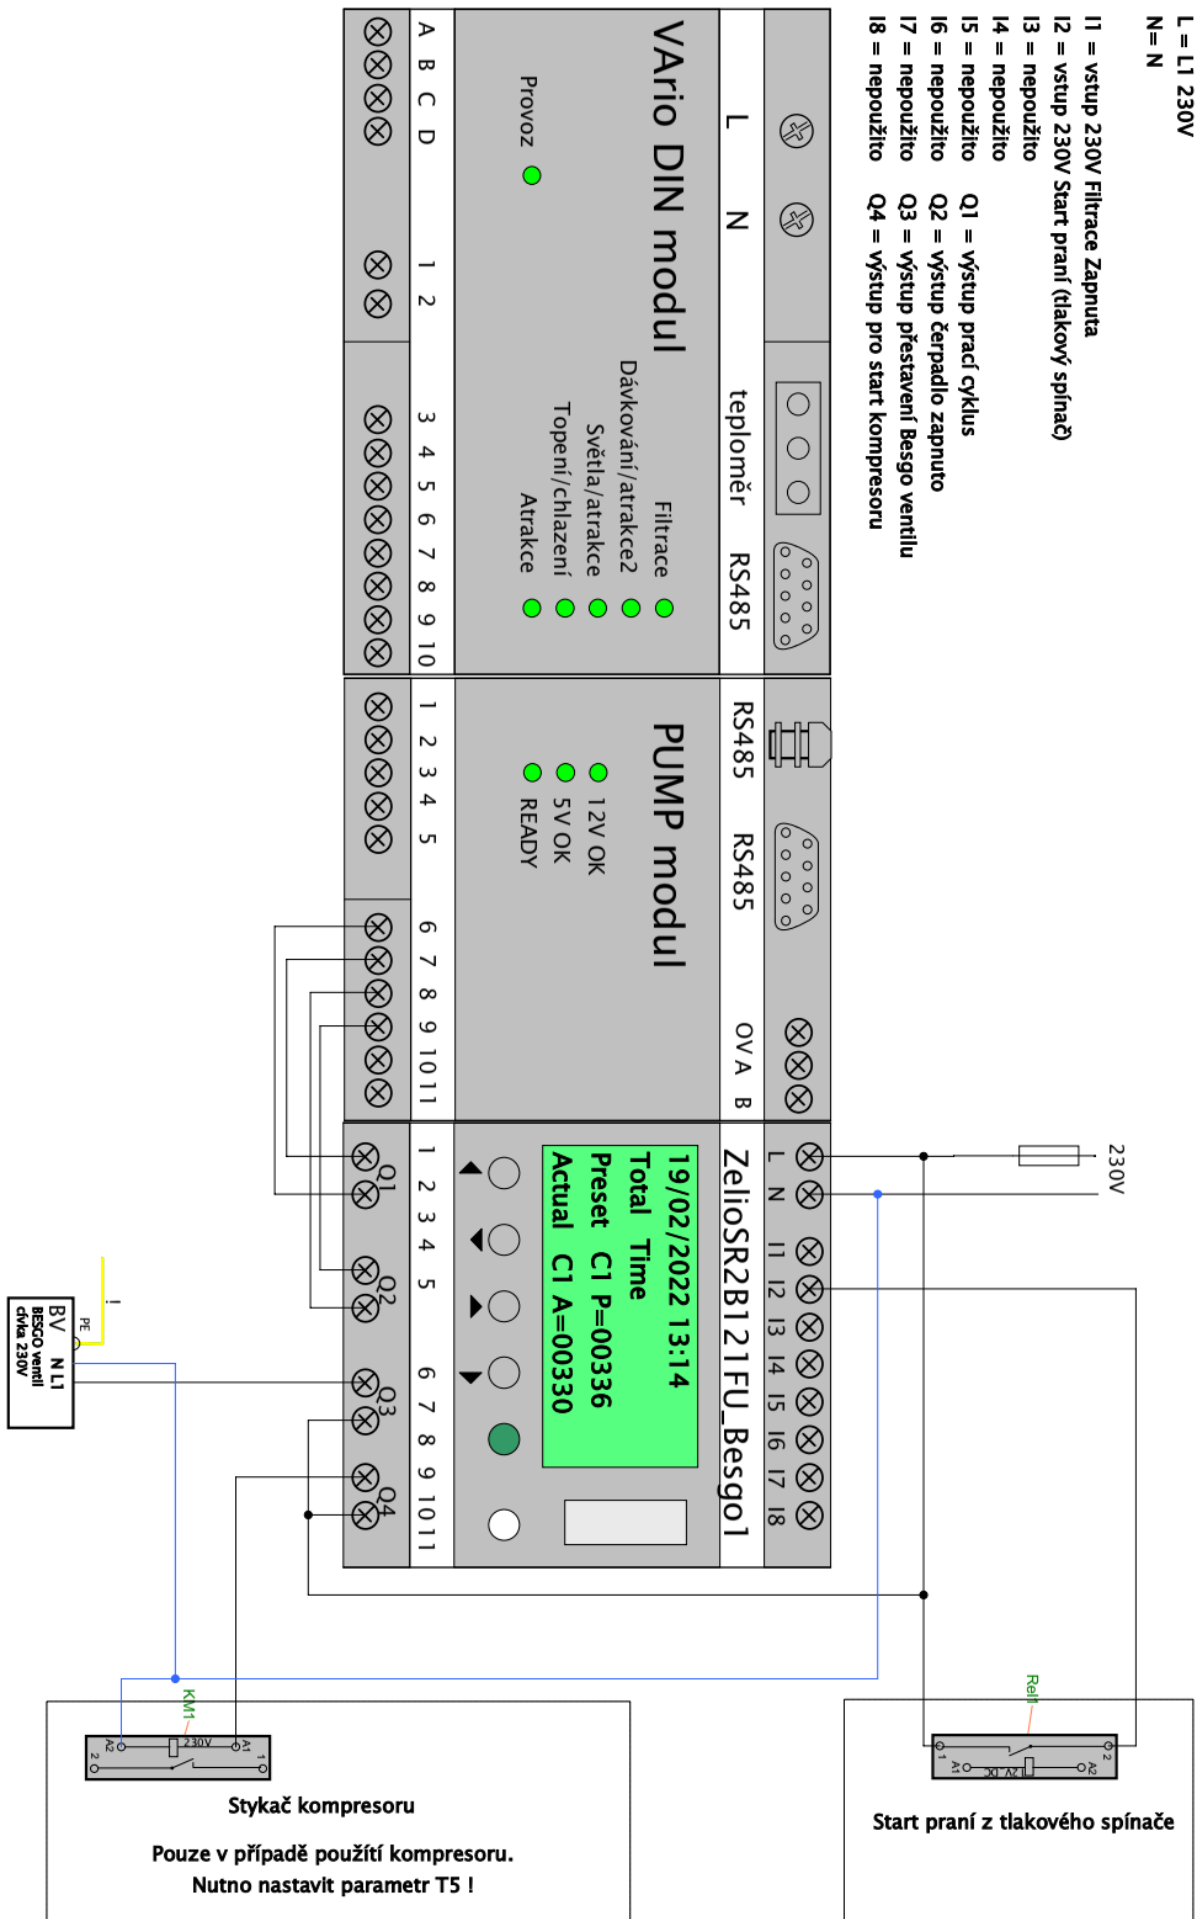 L = L1 230V
N= N
I1 = vstup 230V Filtrace Zapnuta
I2 = vstup 230V Start praní (tlakový spínač)
I3 = nepoužito
I4 = nepoužito
I5 = nepoužito Q1 = výstup prací cyklus
I6 = nepoužito Q2 = výstup čerpadlo zapnuto
I7 = nepoužito Q3 = výstup přestavení Besgo ventilu
I8 = nepoužito Q4 = výstup pro start kompresoru
L N teploměr RS485
VArio DIN modul
Filtrace
Dávkování/atrakce2
Světla/atrakce
Topení/chlazení
Provoz
Atrakce
A B C D 1 2 3 4 5 6 7 8 9 10
RS485 RS485 OV A B
PUMP modul
12V OK
5V OK
READY
1 2 3 4 5 6 7 8 9 10 11
230V
L N I1 I2 I3 I4 I5 I6 I7 I8
ZelioSR2B121FU_Besgo1
19/02/2022 13:14
Total Time
Preset C1 P=00336
Actual C1 A=00330
1 2 3 4 5 6 7 8 9 10 11
Q1 Q2 Q3 Q4
!
PE
BV N L1
BESGO ventil
cívka 230V
Rel1
1 2
A1 12V_DC A2
Start praní z tlakového spínače
KM1
A2 230V A1
2 1
Stykač kompresoru
Pouze v případě použítí kompresoru.
Nutno nastavit parametr T5 !